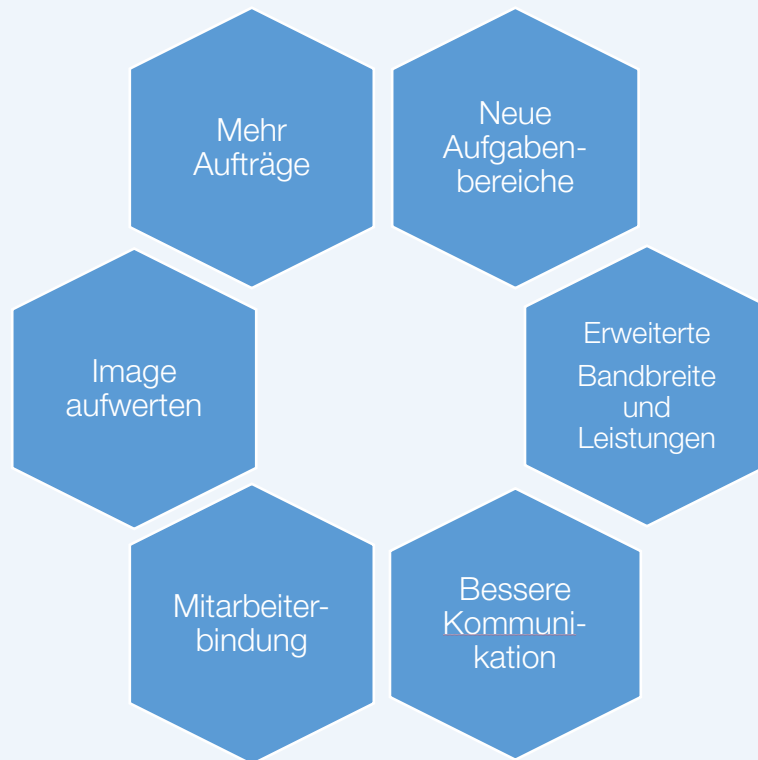 Mehr
Aufträge
Neue
Aufgaben-
bereiche
Image
aufwerten
Erweiterte
Bandbreite
und
Leistungen
Mitarbeiter-
bindung
Bessere
Kommuni-
kation